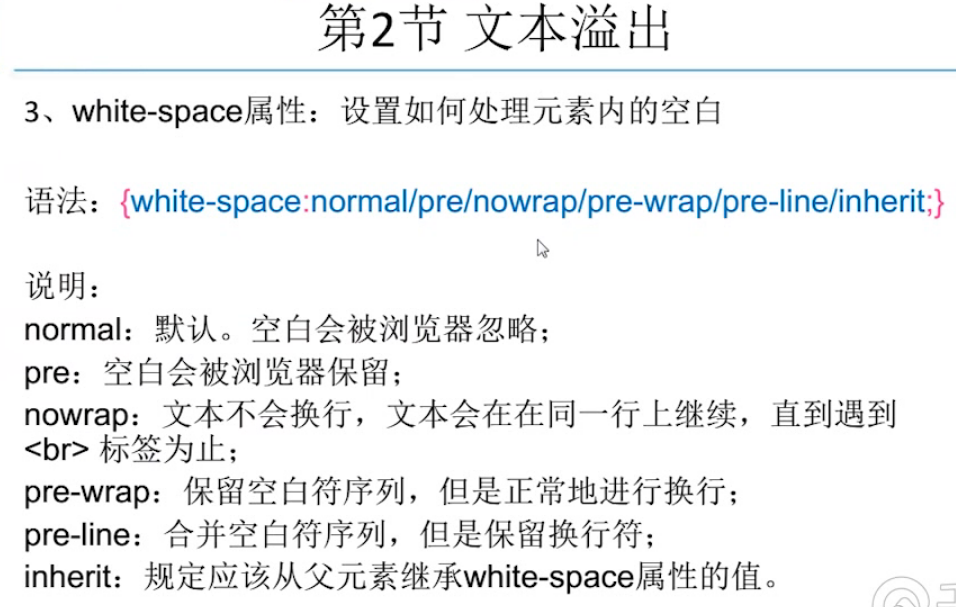 第2节 文本溢出
3、white-space属性：设置如何处理元素内的空白
语法：{white-space:normal/pre/nowrap/pre-wrap/pre-line/inherit;}
说明：
normal：默认。空白会被浏览器忽略；
pre：空白会被浏览器保留；
nowrap：文本不会换行，文本会在在同一行上继续，直到遇到
<br> 标签为止；
pre-wrap：保留空白符序列，但是正常地进行换行；
pre-line：合并空白符序列，但是保留换行符；
inherit：规定应该从父元素继承white-space属性的值。